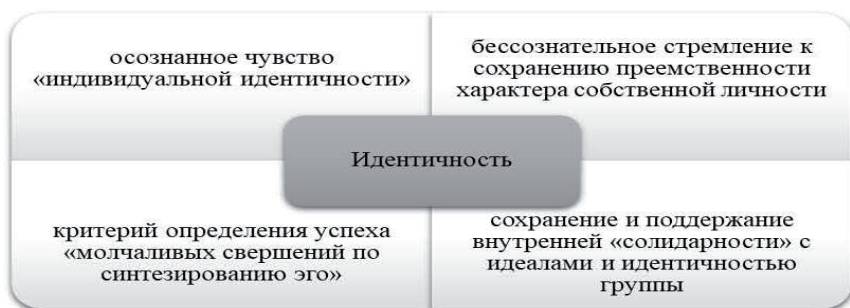 осознанное чувство
«индивидуальной идентичности»
бессознательное стремление к
сохранению преемственности
характера собственной личности
Идентичность
критерий определения успеха
«молчаливых свершений по
синтезированию эго»
сохранение и поддержание
внутренней «солидарности» с
идеалами и идентичностью
группы